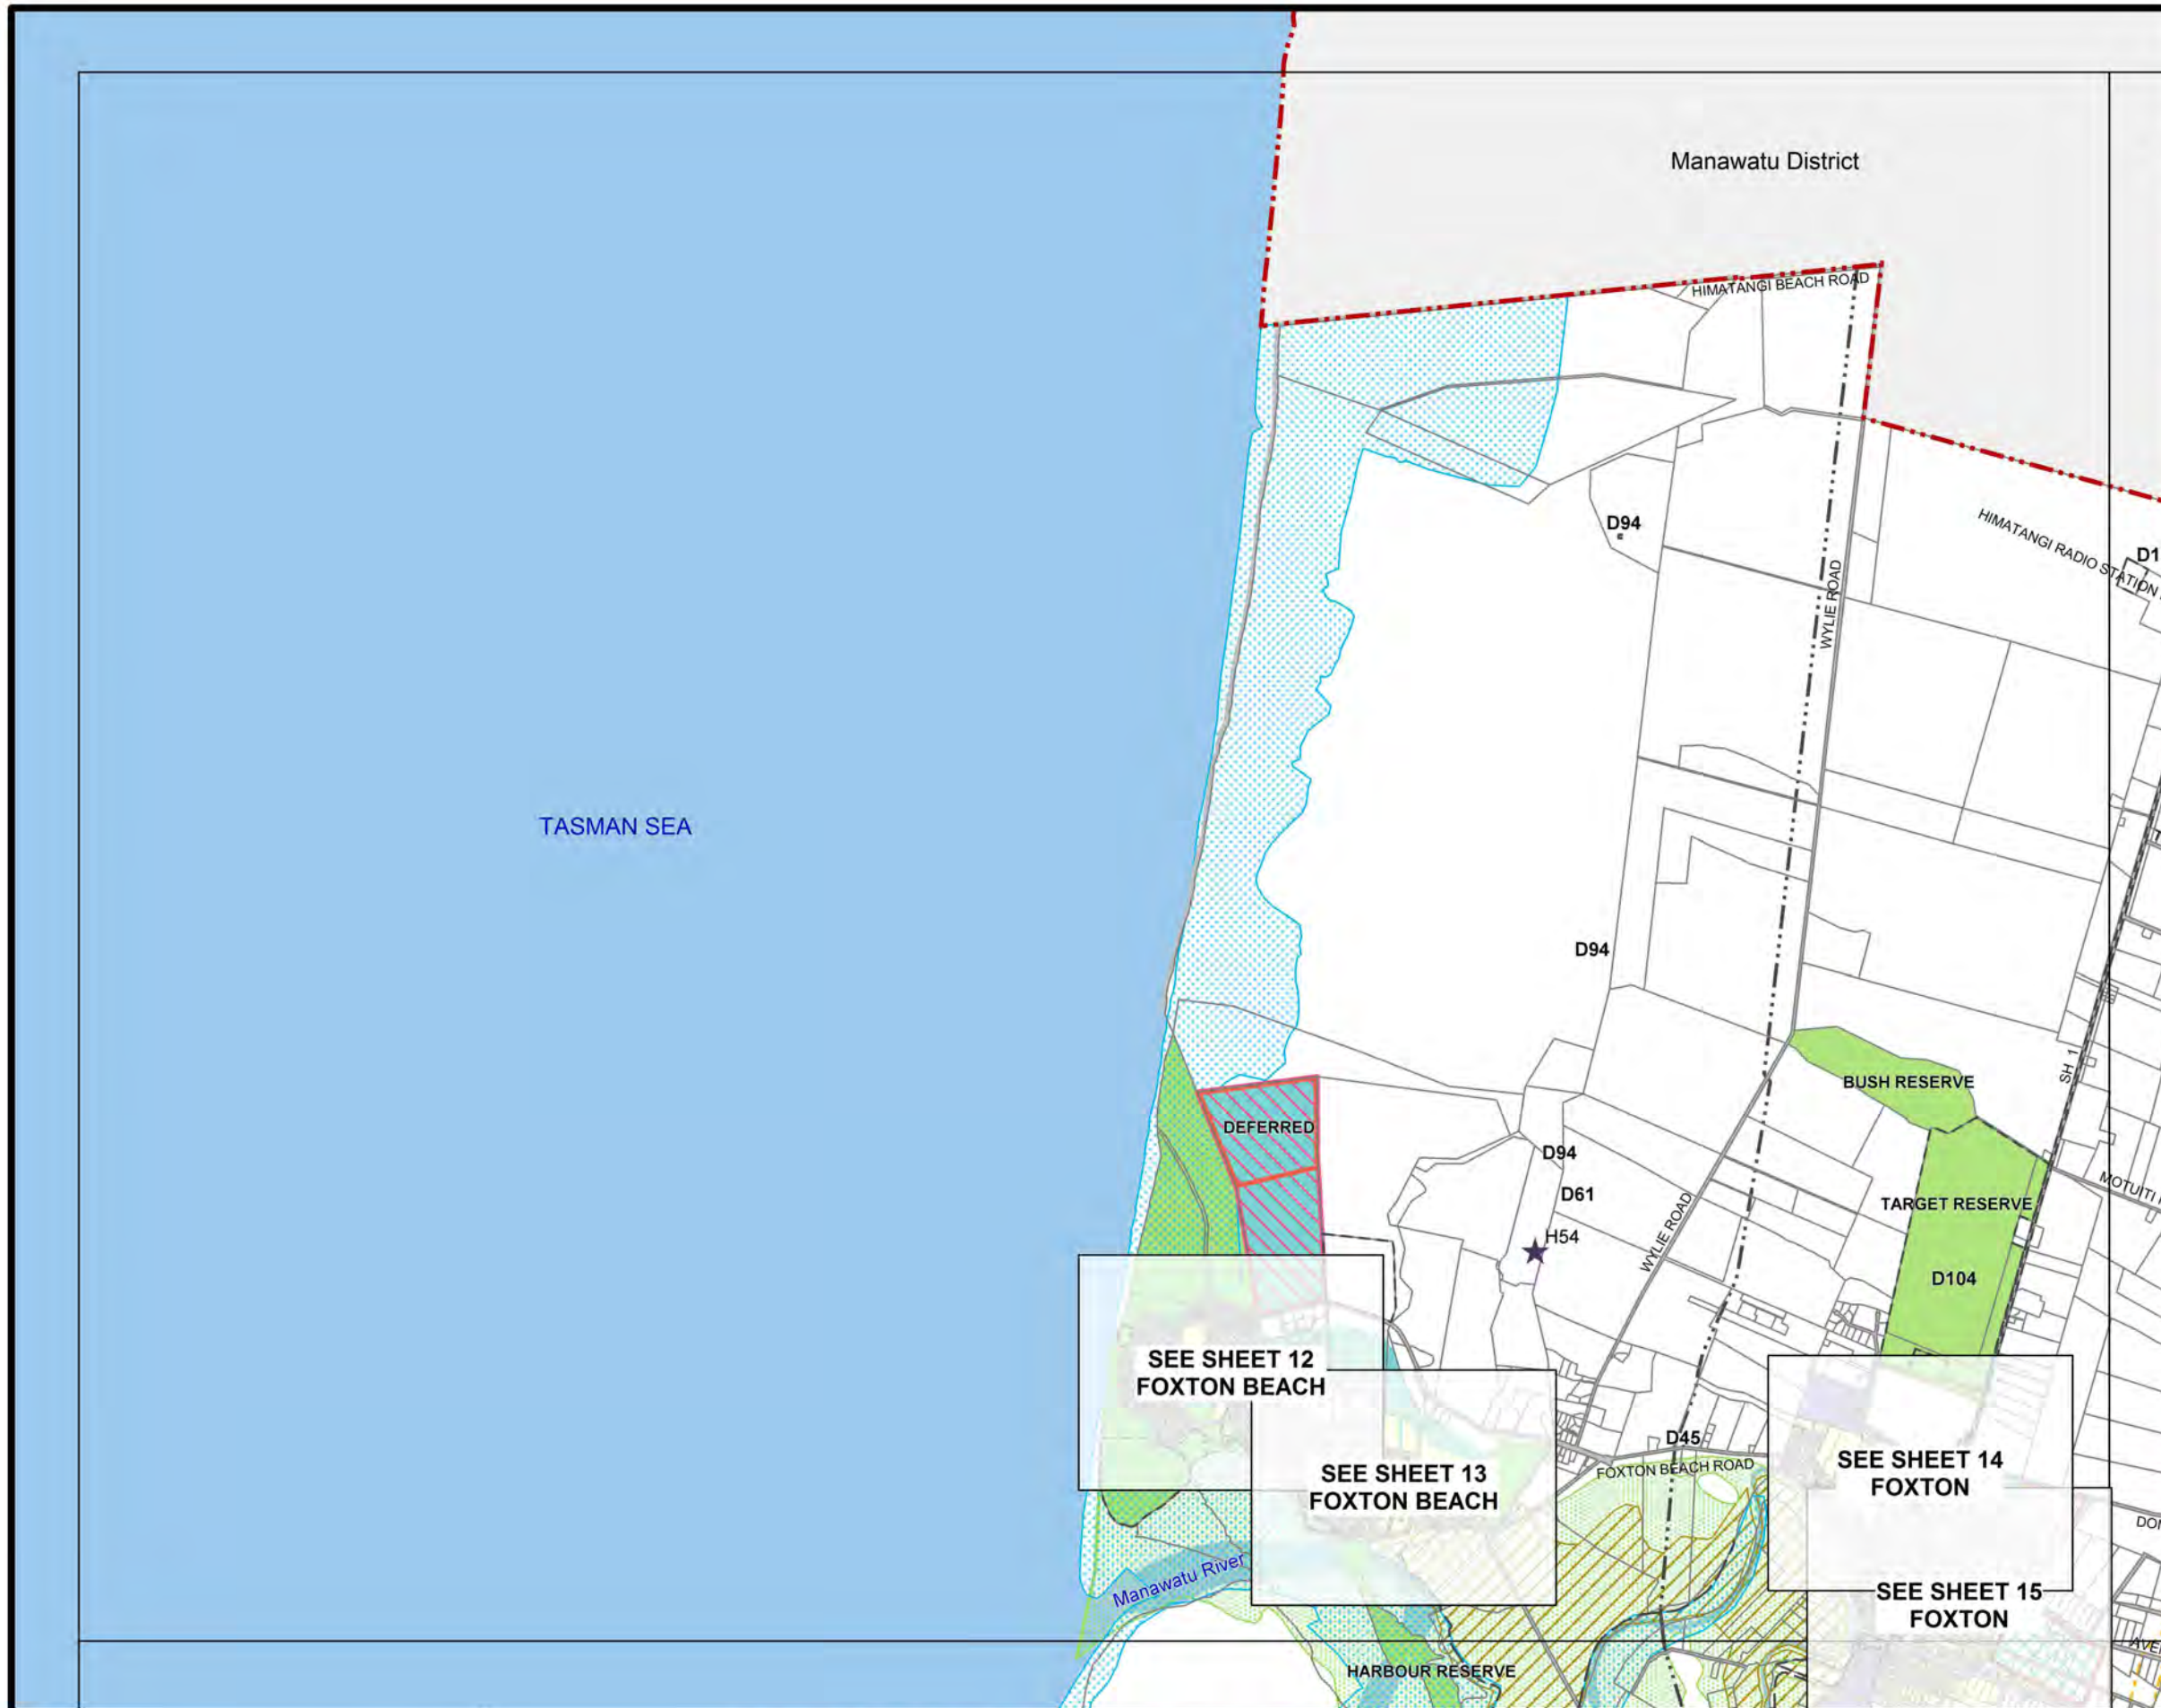 Manawatu District
HIMATANGI BEACH ROAD
D94
HIMATANGI RADIO STATION
D1
WYLIE ROAD
TASMAN SEA
D94
SH 1
BUSH RESERVE
DEFERRED
D94
D61
TARGET RESERVE
MOTUITI
H54
WYLIE ROAD
D104
SEE SHEET 12
FOXTON BEACH
D45
FOXTON BEACH ROAD
SEE SHEET 13
FOXTON BEACH
SEE SHEET 14
FOXTON
Manawatu River
SEE SHEET 15
FOXTON
HARBOUR RESERVE